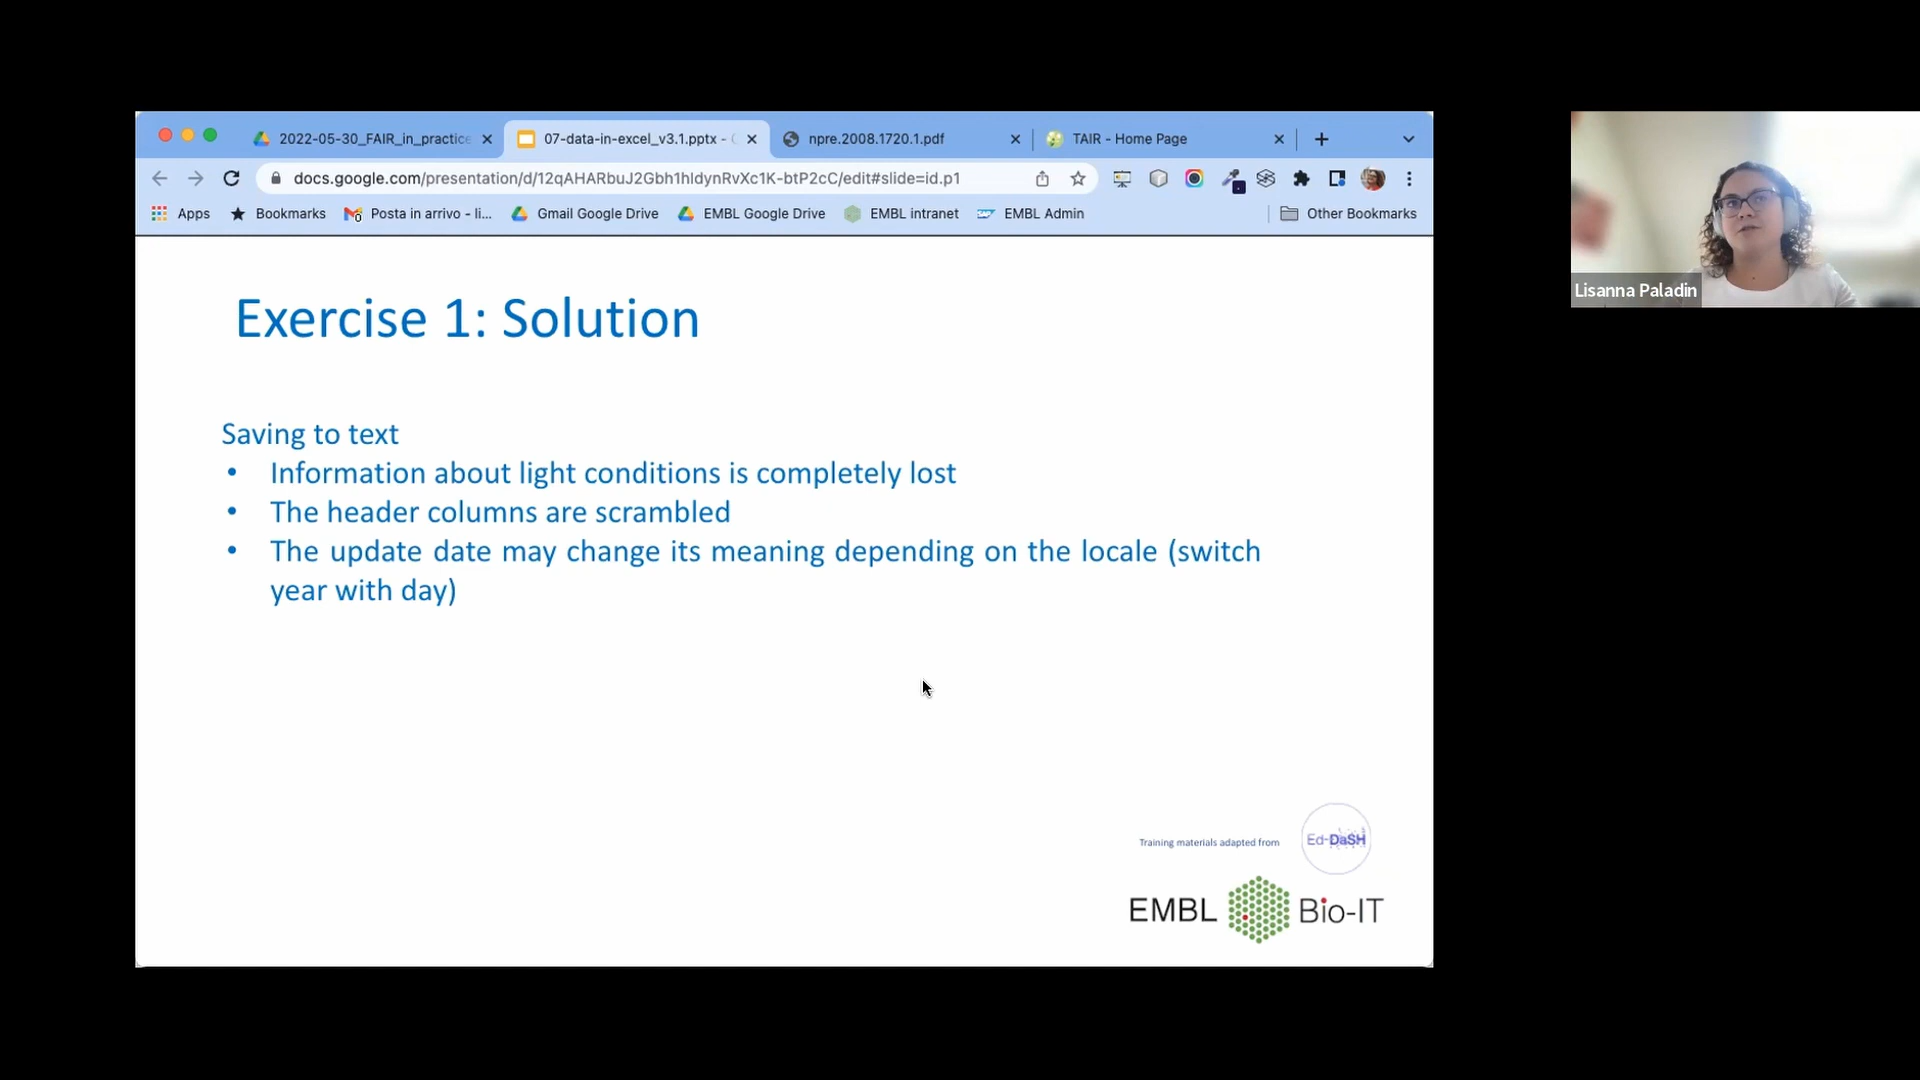 2022-05-30_FAIR_in_practice
07-data-in-excel_v3.1.pptx -
npre.2008.1720.1.pdf
TAIR - Home Page
docs.google.com/presentation/d/12qAHARbuJ2Gbh1hldynRvXc1K-btP2cC/edit#slide=id.p1
Apps
Bookmarks
Posta in arrivo - li...
Gmail Google Drive
EMBL Google Drive
EMBL intranet
EMBL Admin
Other Bookmarks
Exercise 1: Solution
Saving to text
• Information about light conditions is completely lost
• The header columns are scrambled
• The update date may change its meaning depending on the locale (switch
year with day)
Training materials adapted from
Ed-DaSH
EMBL Bio-IT
Lisanna Paladin